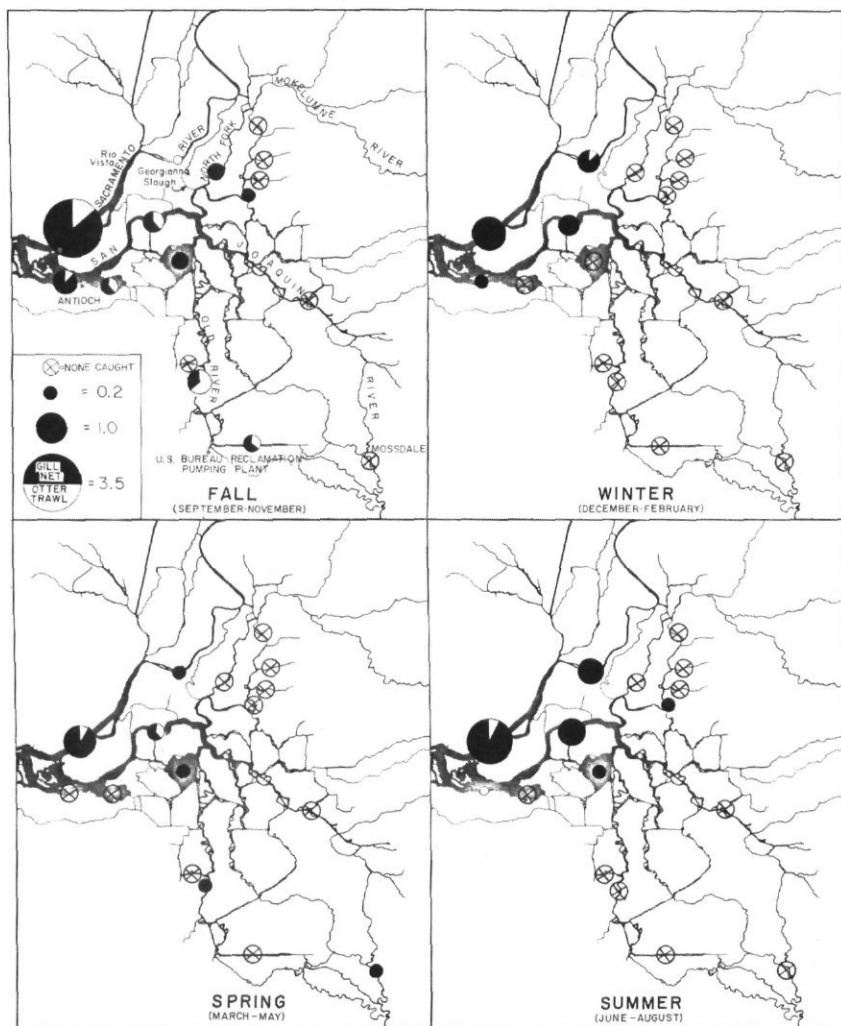 MOKELUMNE
RIVER
RIVER
NORTH FORK
Rio
Vista
SACRAMENTO
Georgianna
Slough
SAN
JOAQUIN
ANTIOCH
OLD
RIVER
RIVER
=NONE CAUGHT
= 0.2
= 1.0
GILL
NET
OTTER
TRAWL
= 3.5
MOSSDALE
U.S. BUREAU RECLAMATION
PUMPING PLANT
FALL
(SEPTEMBER-NOVEMBER)
WINTER
(DECEMBER-FEBRUARY)
SPRING
(MARCH-MAY)
SUMMER
(JUNE-AUGUST)